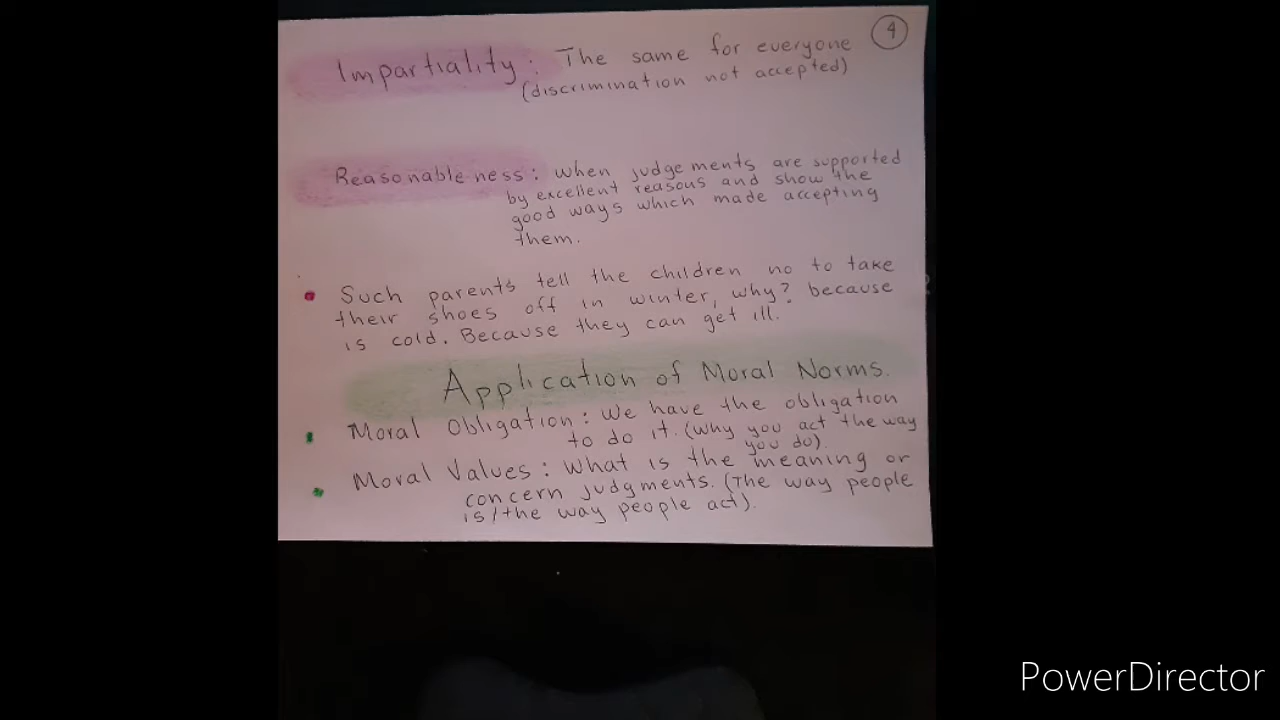 4
Impartiality: The same for everyone
(discrimination not accepted)
Reasonableness: When judgements are supported
by excellent reasons and show the
good ways which made accepting
them.
Such parents tell the children no to take
their shoes off in winter, why? because
is cold. Because they can get ill.
Application of Moral Norms.
Moral Obligation: We have the obligation
to do it. (Why you act the way
you do).
Moral Values: What is the meaning or
concern judgments. (The way people
is/the way people act).
PowerDirector